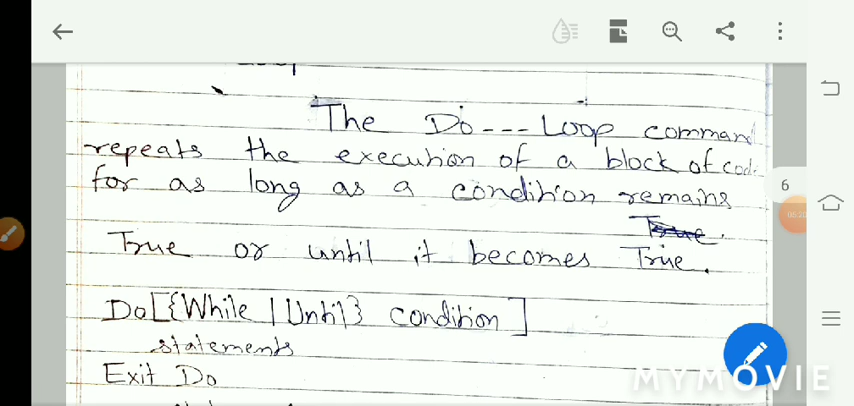 The Do --- Loop command
repeats the execution of a block of code
for as long as a condition remains
True or until it becomes True.
Do[{While | Until} condition]
statements
Exit Do
6
MYMOVIE